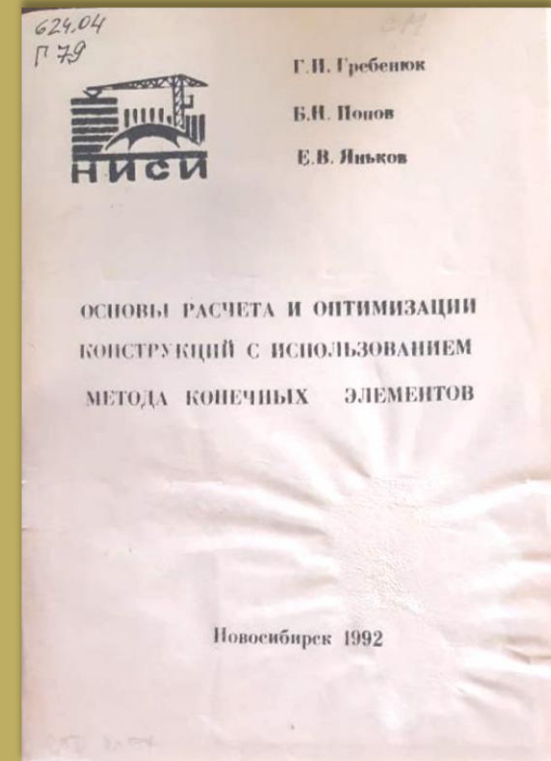 624.04
Г 79
НИСИ
Г.И. Гребенюк
Б.Н. Попов
Е.В. Яньков
ОСНОВЫ РАСЧЕТА И ОПТИМИЗАЦИИ
КОНСТРУКЦИЙ С ИСПОЛЬЗОВАНИЕМ
МЕТОДА КОНЕЧНЫХ ЭЛЕМЕНТОВ
Новосибирск 1992